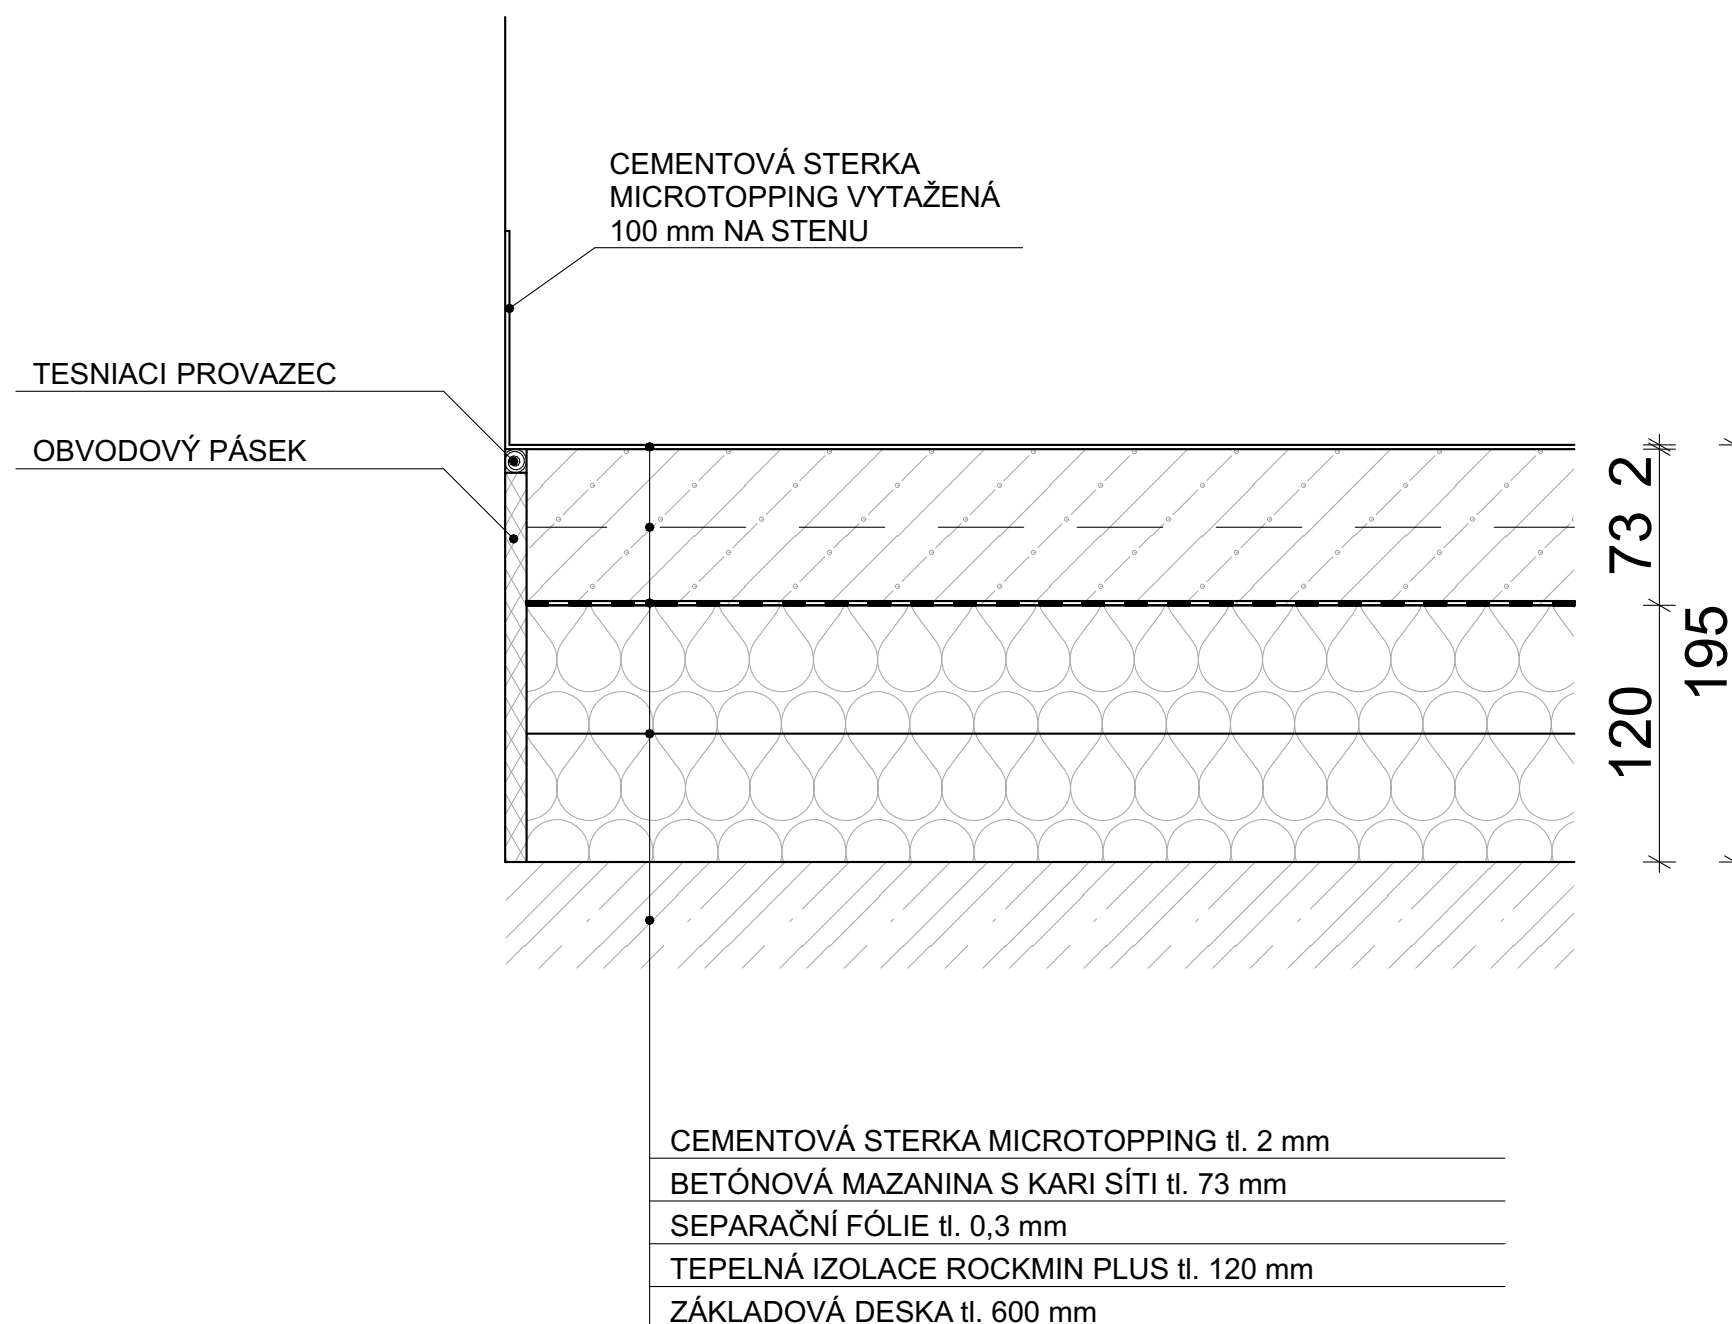 CEMENTOVÁ STERKA
MICROTOPPING VYTAŽENÁ
100 mm NA STENU
TESNIACI PROVAZEC
OBVODOVÝ PÁSEK
2
73
120
195
CEMENTOVÁ STERKA MICROTOPPING tl. 2 mm
BETÓNOVÁ MAZANINA S KARI SÍTI tl. 73 mm
SEPARAČNÍ FÓLIE tl. 0,3 mm
TEPELNÁ IZOLACE ROCKMIN PLUS tl. 120 mm
ZÁKLADOVÁ DESKA tl. 600 mm